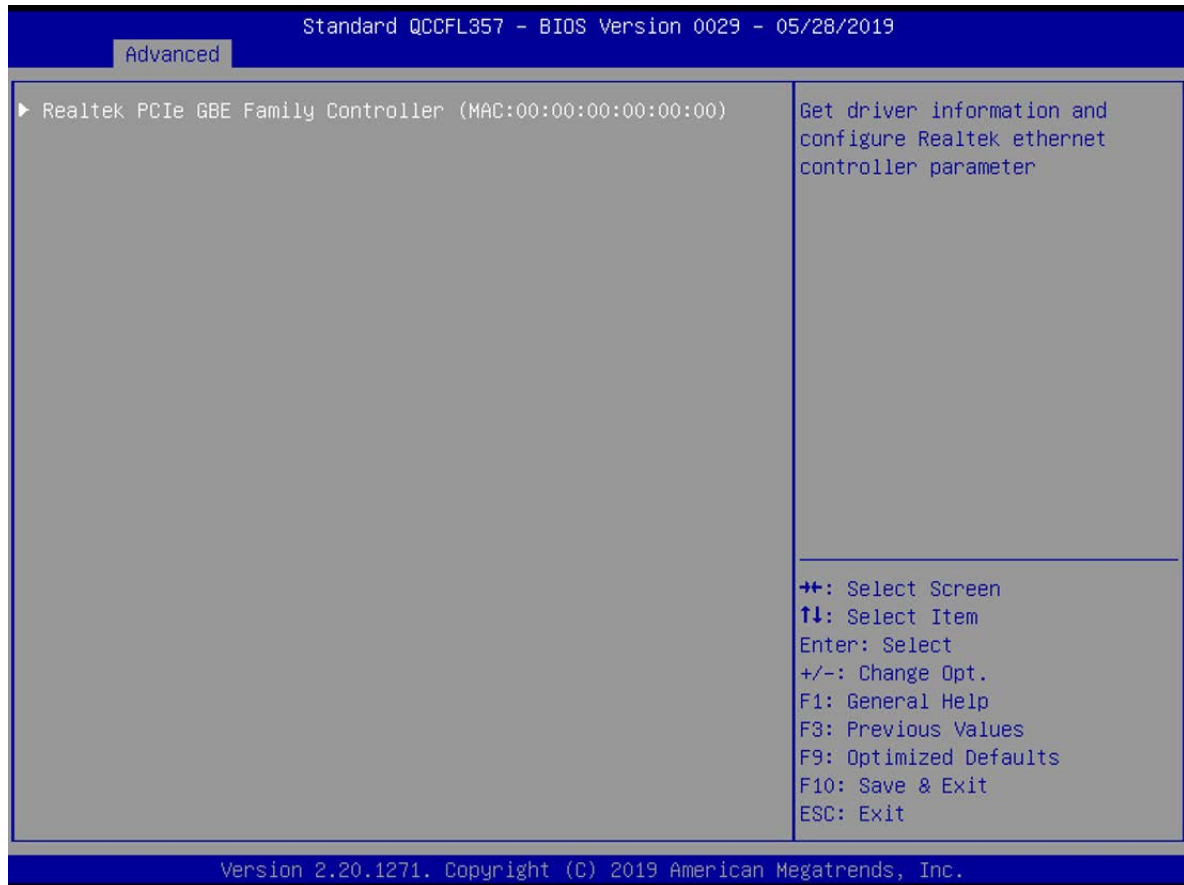 Standard QCCFL357 – BIOS Version 0029 – 05/28/2019
Advanced
▶ Realtek PCIe GBE Family Controller (MAC:00:00:00:00:00:00)
Get driver information and
configure Realtek ethernet
controller parameter
→←: Select Screen
↑↓: Select Item
Enter: Select
+/-: Change Opt.
F1: General Help
F3: Previous Values
F9: Optimized Defaults
F10: Save & Exit
ESC: Exit
Version 2.20.1271. Copyright (C) 2019 American Megatrends, Inc.